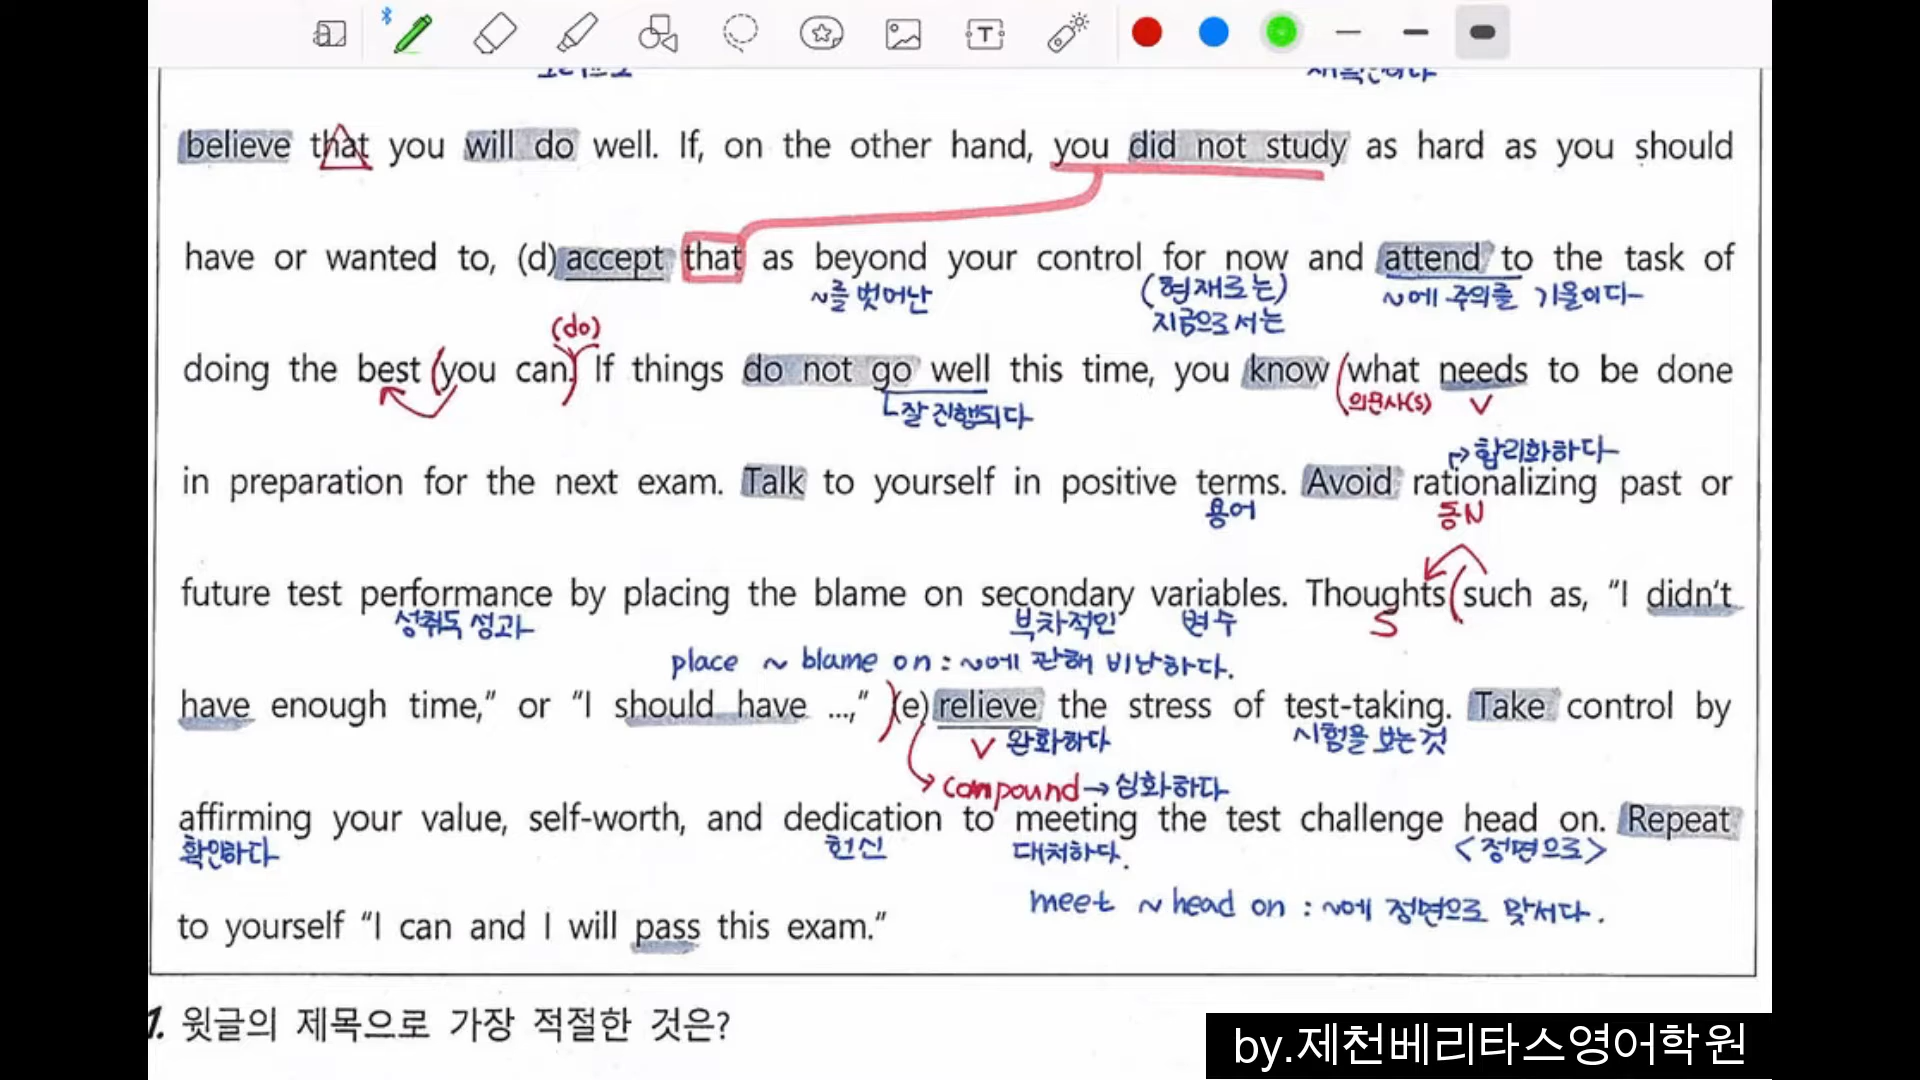 believe that you will do well. If, on the other hand, you did not study as hard as you should
have or wanted to, (d) accept that as beyond your control for now and attend to the task of
~를 벗어난 (현재로는) ~에 주의를 기울이다
지금으로서는
(do)
doing the best (you can.) If things do not go well this time, you know (what needs to be done
잘 진행되다 의문사(S) V
→ 합리화하다
in preparation for the next exam. Talk to yourself in positive terms. Avoid rationalizing past or
용어 동N
future test performance by placing the blame on secondary variables. Thoughts (such as, “I didn’t
성취도 성과 부차적인 변수 S
place ~ blame on : ~에 관해 비난하다.
have enough time,” or “I should have ...,” ) (e) relieve the stress of test-taking. Take control by
V 완화하다 시험을 보는 것
compound → 심화하다
affirming your value, self-worth, and dedication to meeting the test challenge head on. Repeat
확인하다 헌신 대처하다. <정면으로>
meet ~ head on : ~에 정면으로 맞서다.
to yourself “I can and I will pass this exam.”
1. 윗글의 제목으로 가장 적절한 것은?
by.제천베리타스영어학원
T